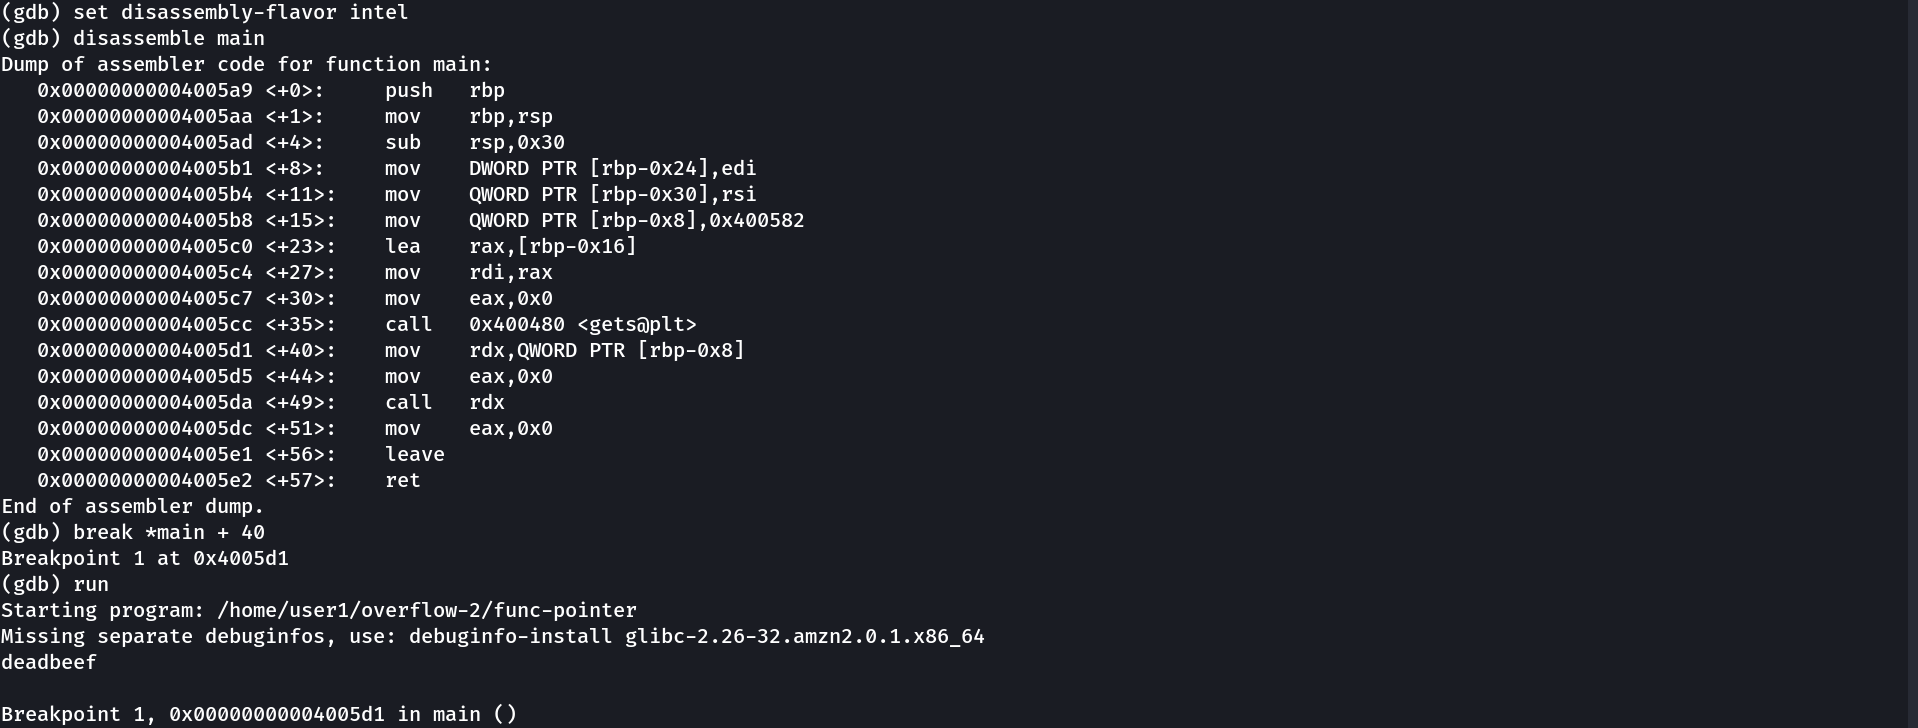 (gdb) set disassembly-flavor intel
(gdb) disassemble main
Dump of assembler code for function main:
   0x00000000004005a9 <+0>:     push   rbp
   0x00000000004005aa <+1>:     mov    rbp,rsp
   0x00000000004005ad <+4>:     sub    rsp,0x30
   0x00000000004005b1 <+8>:     mov    DWORD PTR [rbp-0x24],edi
   0x00000000004005b4 <+11>:    mov    QWORD PTR [rbp-0x30],rsi
   0x00000000004005b8 <+15>:    mov    QWORD PTR [rbp-0x8],0x400582
   0x00000000004005c0 <+23>:    lea    rax,[rbp-0x16]
   0x00000000004005c4 <+27>:    mov    rdi,rax
   0x00000000004005c7 <+30>:    mov    eax,0x0
   0x00000000004005cc <+35>:    call   0x400480 <gets@plt>
   0x00000000004005d1 <+40>:    mov    rdx,QWORD PTR [rbp-0x8]
   0x00000000004005d5 <+44>:    mov    eax,0x0
   0x00000000004005da <+49>:    call   rdx
   0x00000000004005dc <+51>:    mov    eax,0x0
   0x00000000004005e1 <+56>:    leave
   0x00000000004005e2 <+57>:    ret
End of assembler dump.
(gdb) break *main + 40
Breakpoint 1 at 0x4005d1
(gdb) run
Starting program: /home/user1/overflow-2/func-pointer
Missing separate debuginfos, use: debuginfo-install glibc-2.26-32.amzn2.0.1.x86_64
deadbeef

Breakpoint 1, 0x00000000004005d1 in main ()